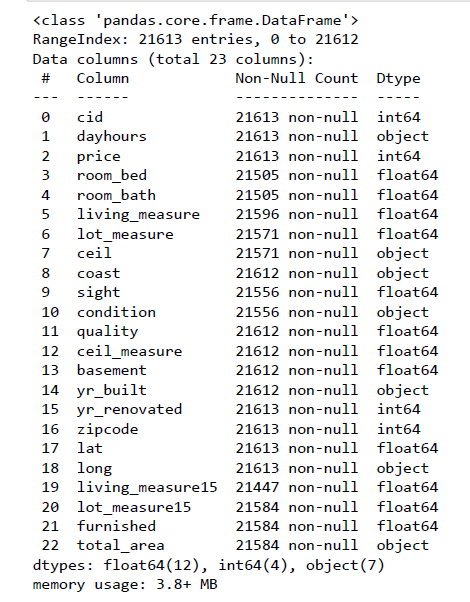 <class 'pandas.core.frame.DataFrame'>
RangeIndex: 21613 entries, 0 to 21612
Data columns (total 23 columns):
 #   Column            Non-Null Count  Dtype
---  ------            --------------  -----
 0   cid               21613 non-null  int64
 1   dayhours          21613 non-null  object
 2   price             21613 non-null  int64
 3   room_bed          21505 non-null  float64
 4   room_bath         21505 non-null  float64
 5   living_measure    21596 non-null  float64
 6   lot_measure       21571 non-null  float64
 7   ceil              21571 non-null  object
 8   coast             21612 non-null  object
 9   sight             21556 non-null  float64
 10  condition         21556 non-null  object
 11  quality           21612 non-null  float64
 12  ceil_measure      21612 non-null  float64
 13  basement          21612 non-null  float64
 14  yr_built          21612 non-null  object
 15  yr_renovated      21613 non-null  int64
 16  zipcode           21613 non-null  int64
 17  lat               21613 non-null  float64
 18  long              21613 non-null  object
 19  living_measure15  21447 non-null  float64
 20  lot_measure15     21584 non-null  float64
 21  furnished         21584 non-null  float64
 22  total_area        21584 non-null  object
dtypes: float64(12), int64(4), object(7)
memory usage: 3.8+ MB